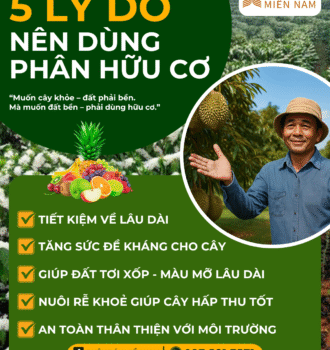 MIỀN NAM
5 LÝ DO
NÊN DÙNG
PHÂN HỮU CƠ
“Muốn cây khỏe – đất phải bền.
Mà muốn đất bền – phải dùng hữu cơ.”
TIẾT KIỆM VỀ LÂU DÀI
TĂNG SỨC ĐỀ KHÁNG CHO CÂY
GIÚP ĐẤT TƠI XỐP - MÀU MỠ LÂU DÀI
NUÔI RỄ KHOẺ GIÚP CÂY HẤP THU TỐT
AN TOÀN THÂN THIỆN VỚI MÔI TRƯỜNG